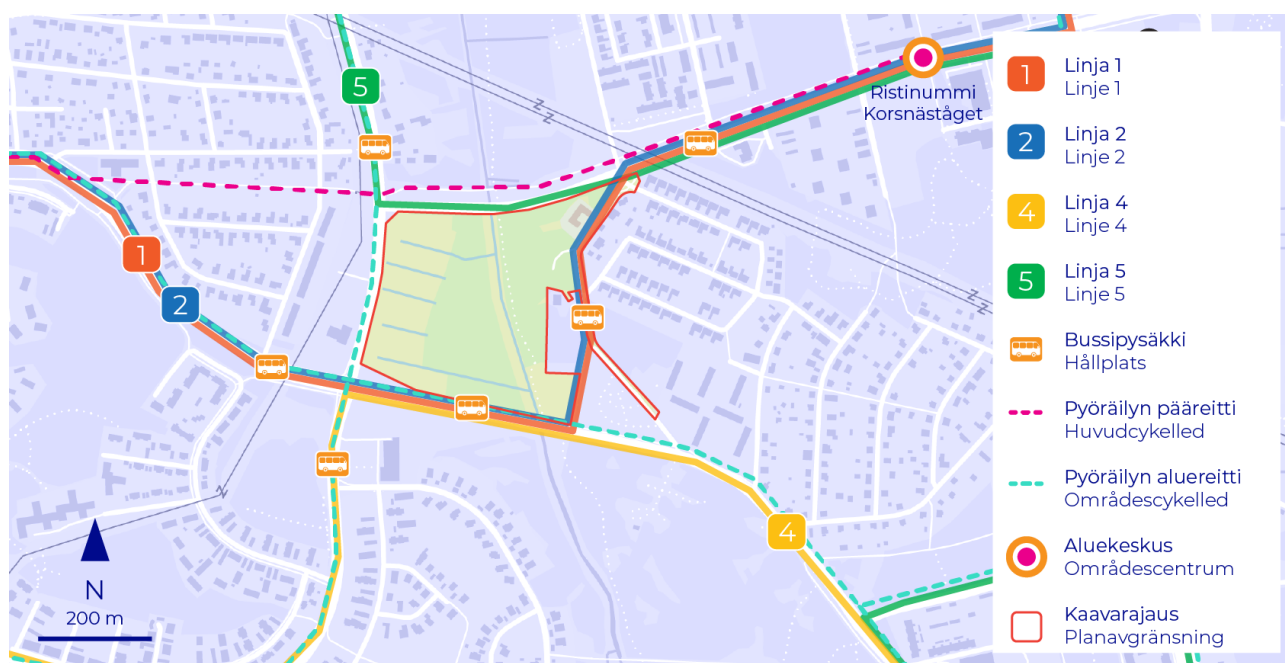 5
1
2
4
Ristinummi
Korsnäståget
N
200 m
1
Linja 1
Linje 1
2
Linja 2
Linje 2
4
Linja 4
Linje 4
5
Linja 5
Linje 5
Bussipysäkki
Hållplats
Pyöräilyn pääreitti
Huvudcykelled
Pyöräilyn aluereitti
Områdescykelled
Aluekeskus
Områdescentrum
Kaavarajaus
Planavgränsning